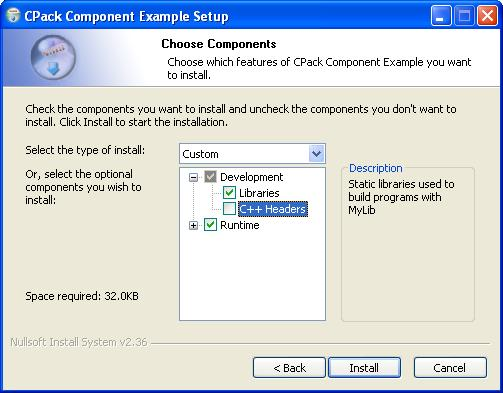 CPack Component Example Setup
Choose Components
Choose which features of CPack Component Example you want
to install.
Check the components you want to install and uncheck the components you don't want to
install. Click Install to start the installation.
Select the type of install:
Custom
Or, select the optional
components you wish to
install:
Development
Libraries
C++ Headers
Runtime
Description
Static libraries used to
build programs with
MyLib
Space required: 32.0KB
Nullsoft Install System v2.36
< Back
Install
Cancel